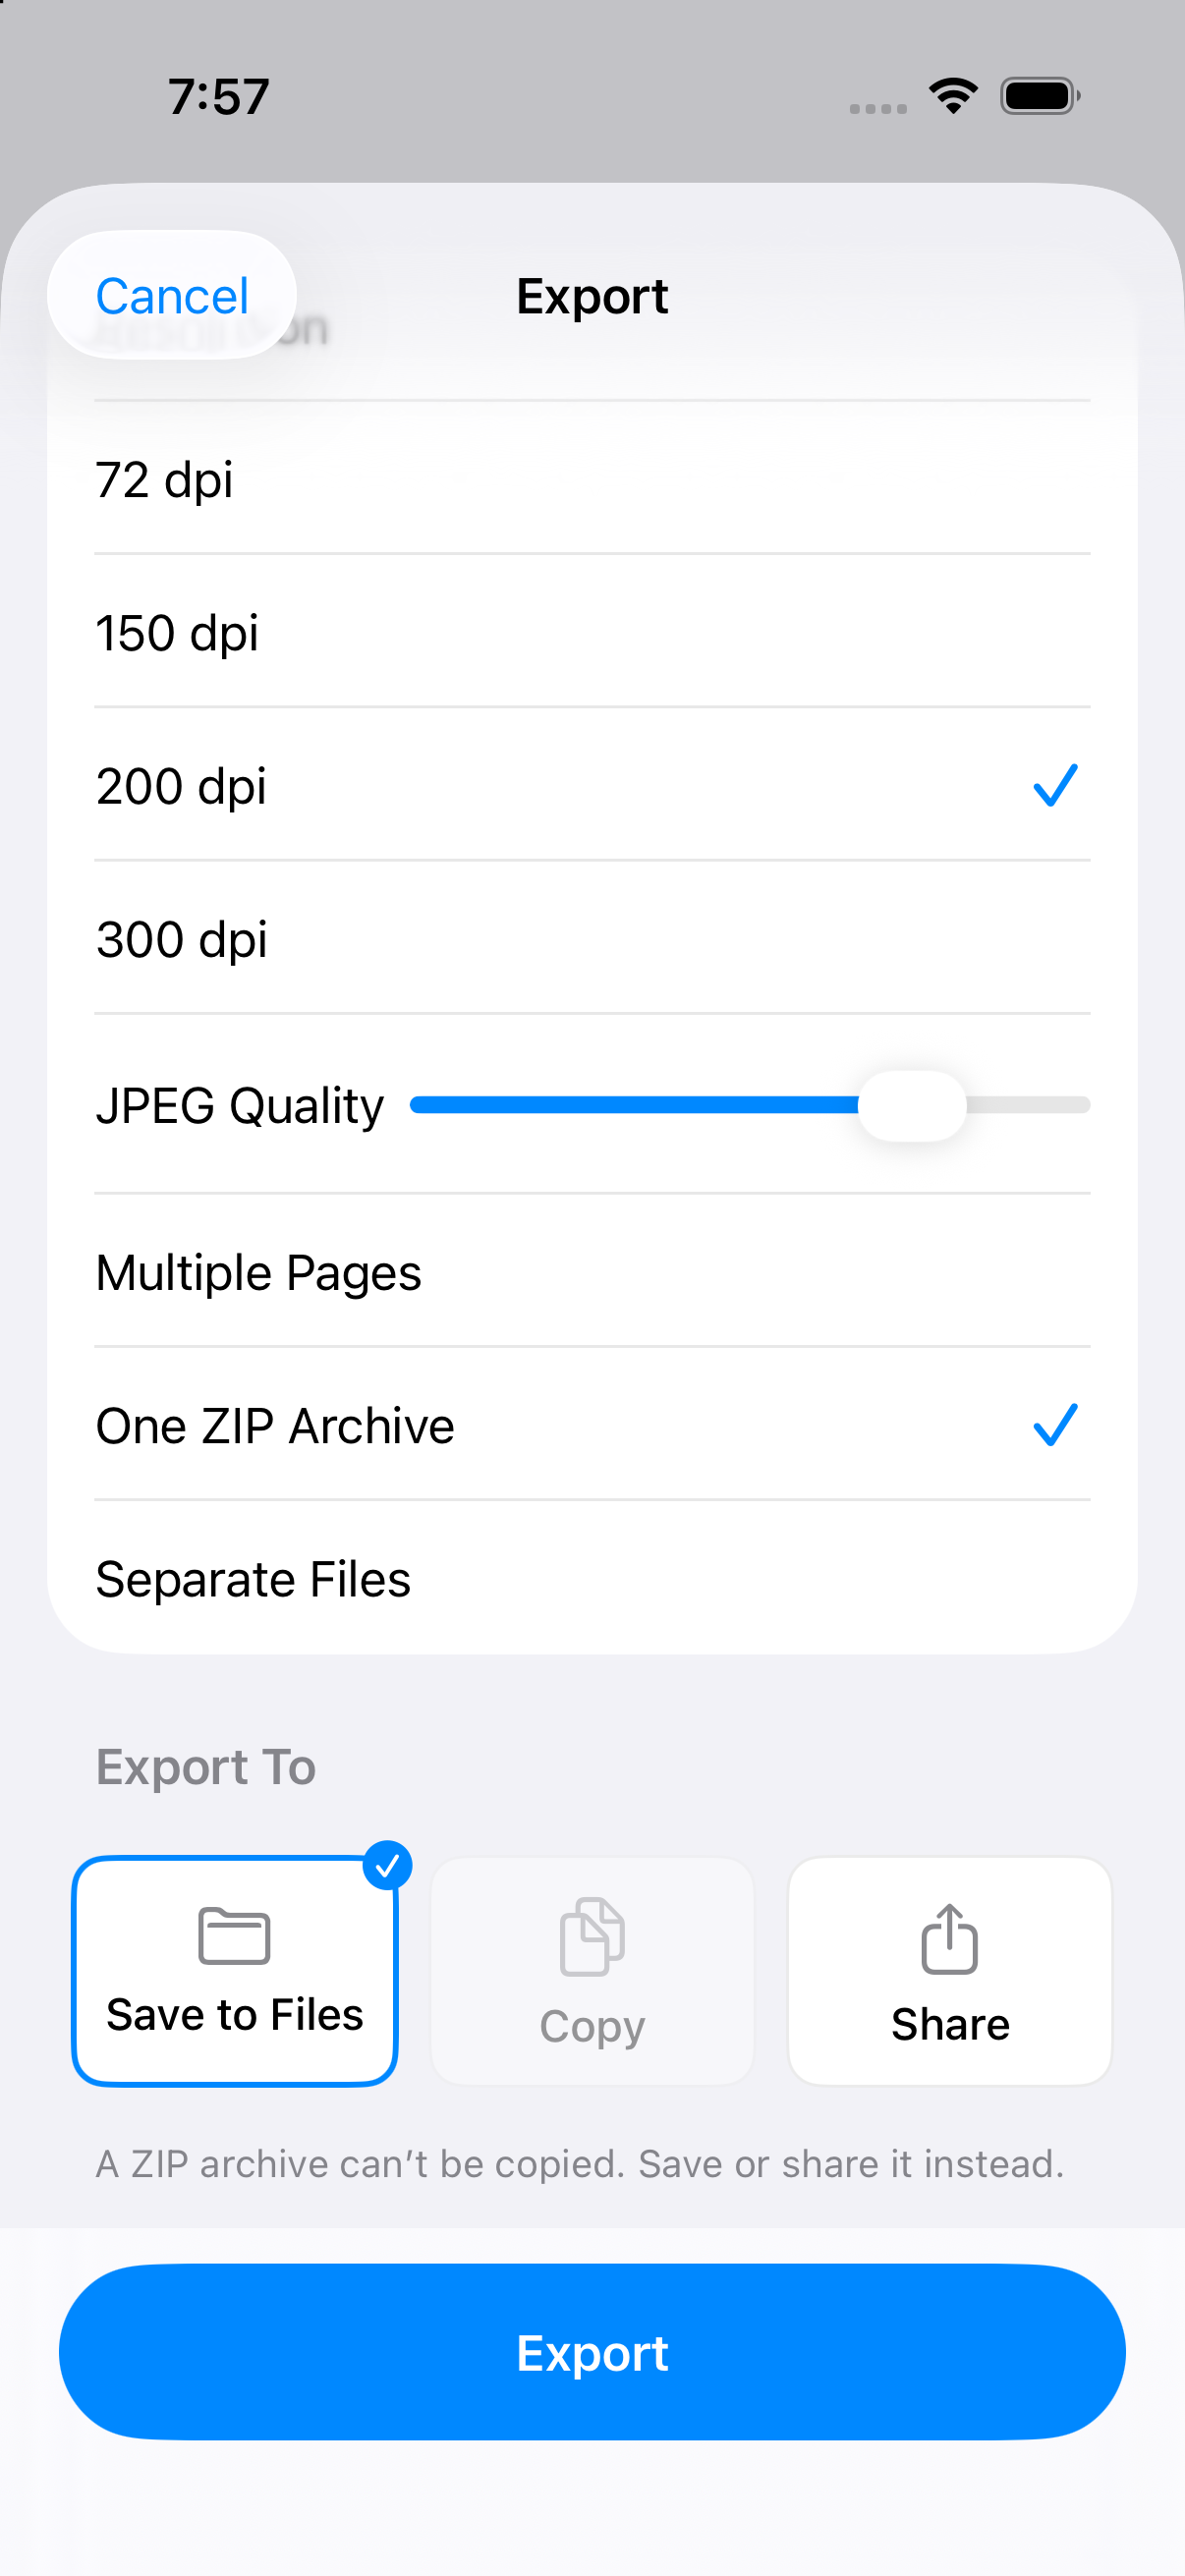 7:57
Cancel
Export
72 dpi
150 dpi
200 dpi
300 dpi
JPEG Quality
Multiple Pages
One ZIP Archive
Separate Files
Export To
Save to Files
Copy
Share
A ZIP archive can’t be copied. Save or share it instead.
Export